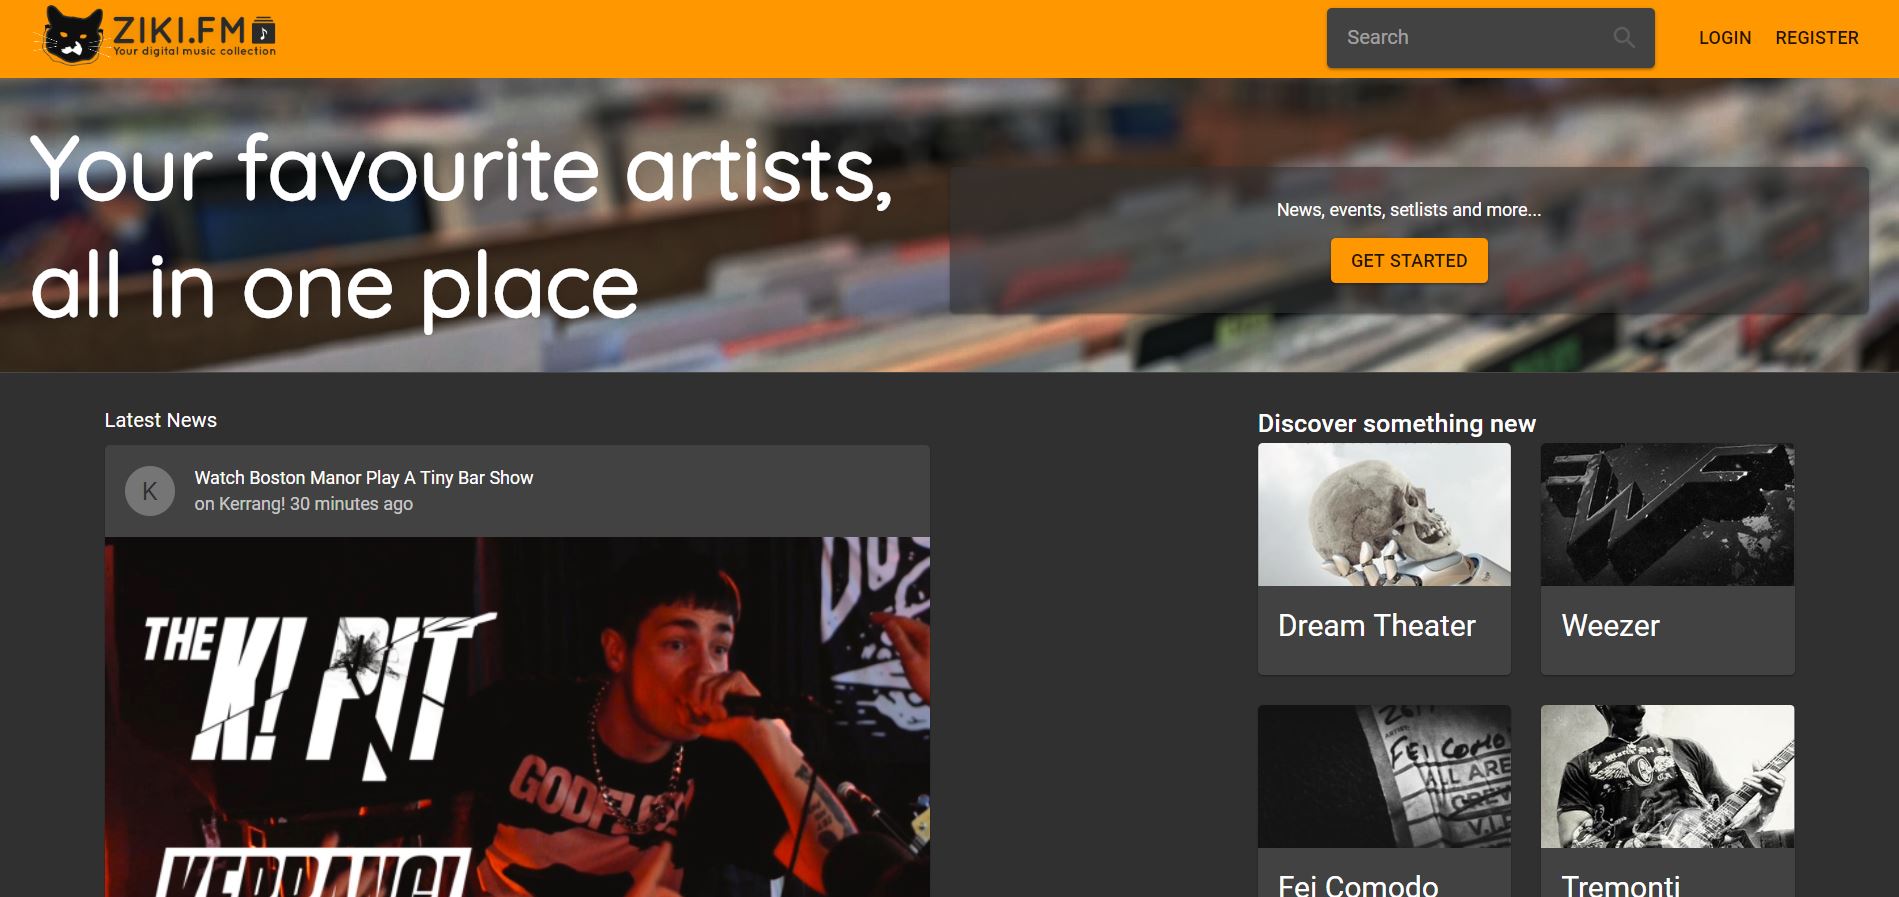 ZIKI.FM
Your digital music collection
Search
LOGIN
REGISTER
Your favourite artists,
all in one place
News, events, setlists and more...
GET STARTED
Latest News
K
Watch Boston Manor Play A Tiny Bar Show
on Kerrang! 30 minutes ago
THE K! PIT
GODFLESH
KERRANG!
Discover something new
Dream Theater
Weezer
FEI COMO
ALL ARE
CREW
V.I.P
Fei Comodo
Tremonti